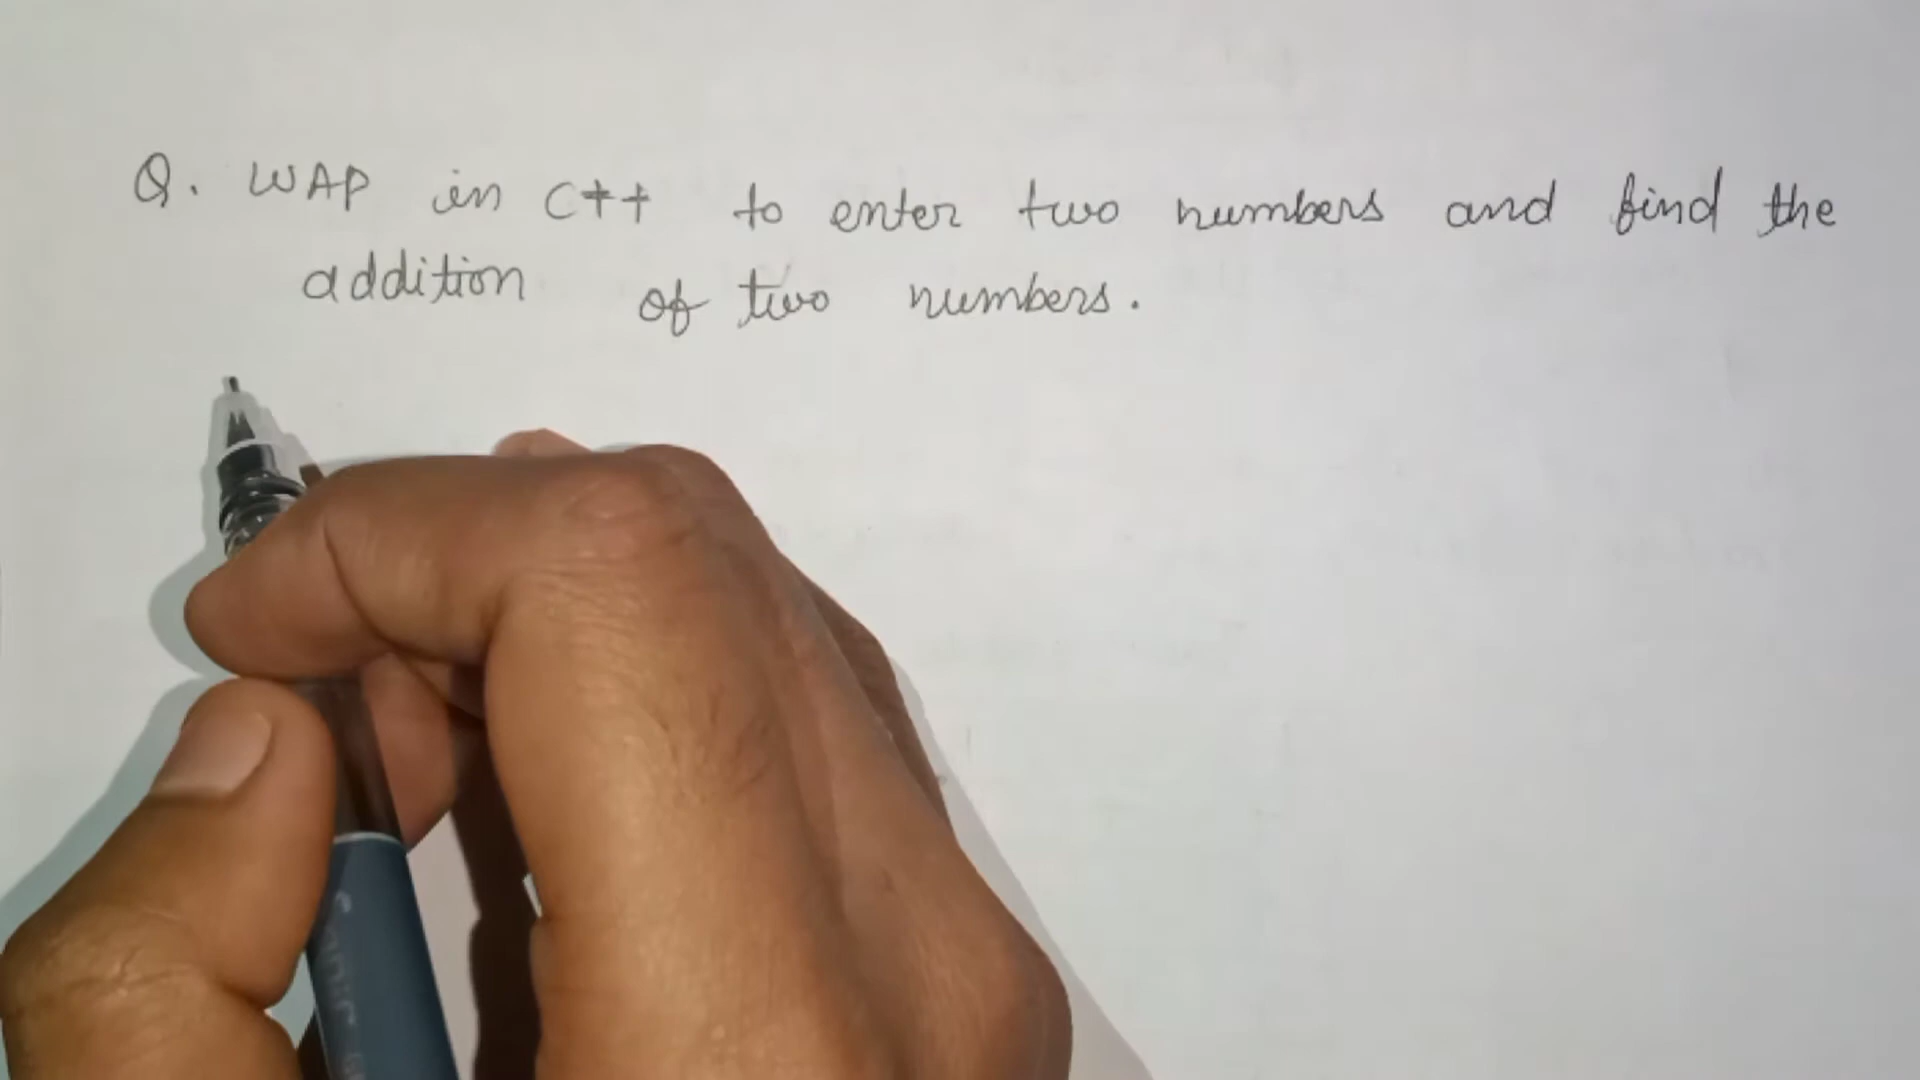 Q. WAP in C++ to enter two numbers and find the
addition of two numbers.